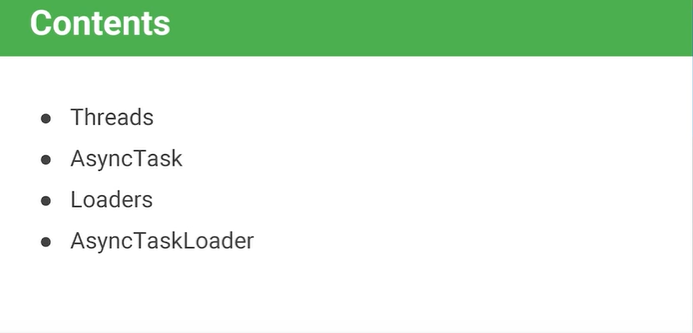 Contents
● Threads
● AsyncTask
● Loaders
● AsyncTaskLoader